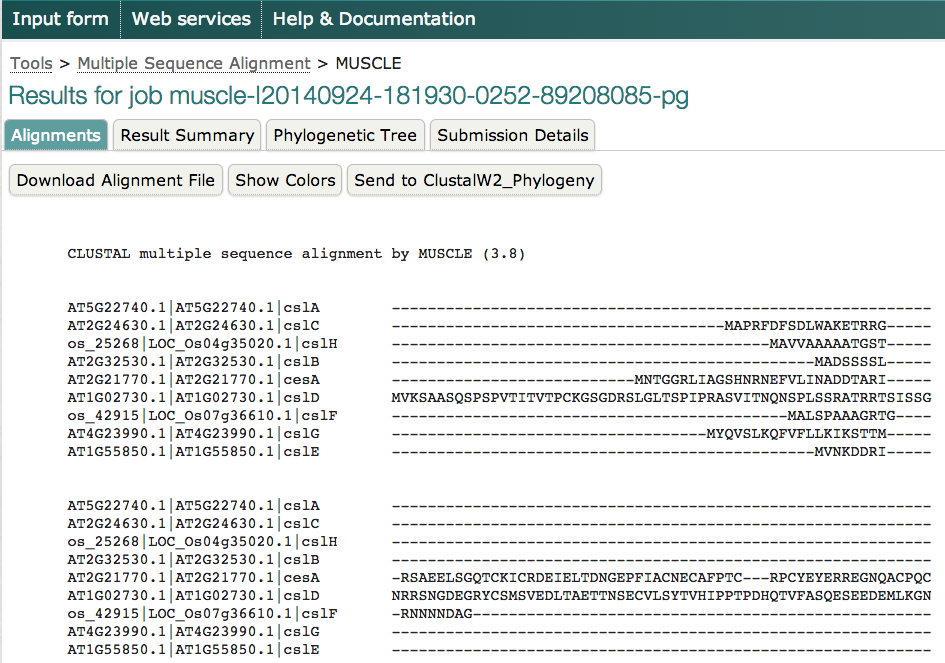 Input form Web services Help & Documentation
Tools > Multiple Sequence Alignment > MUSCLE
Results for job muscle-I20140924-181930-0252-89208085-pg
Alignments Result Summary Phylogenetic Tree Submission Details
Download Alignment File Show Colors Send to ClustalW2_Phylogeny
CLUSTAL multiple sequence alignment by MUSCLE (3.8)
AT5G22740.1|AT5G22740.1|cslA ------------------------------------------------------------
AT2G24630.1|AT2G24630.1|cslC -------------------------------------MAPRFDFSDLWAKETRRG-----
os_25268|LOC_Os04g35020.1|cslH ------------------------------------------MAVVAAAAATGST-----
AT2G32530.1|AT2G32530.1|cslB -----------------------------------------------MADSSSSL-----
AT2G21770.1|AT2G21770.1|cesA ---------------------------MNTGGRLIAGSHNRNEFVLINADDTARI-----
AT1G02730.1|AT1G02730.1|cslD MVKSAASQSPSPVTITVTPCKGSGDRSLGLTSPIPRASVITNQNSPLSSRATRRTSISSG
os_42915|LOC_Os07g36610.1|cslF --------------------------------------------MALSPAAAGRTG----
AT4G23990.1|AT4G23990.1|cslG -----------------------------------MYQVSLKQFVFLLKIKSTTM-----
AT1G55850.1|AT1G55850.1|cslE -----------------------------------------------MVNKDDRI-----
AT5G22740.1|AT5G22740.1|cslA ------------------------------------------------------------
AT2G24630.1|AT2G24630.1|cslC ------------------------------------------------------------
os_25268|LOC_Os04g35020.1|cslH ------------------------------------------------------------
AT2G32530.1|AT2G32530.1|cslB ------------------------------------------------------------
AT2G21770.1|AT2G21770.1|cesA -RSAEELSGQTCKICRDEIELTDNGEPFIACNECAFPTC---RPCYEYERREGNQACPQC
AT1G02730.1|AT1G02730.1|cslD NRRSNGDEGRYCSMSVEDLTAETTNSECVLSYTVHIPPTPDHQTVFASQESEEDEMLKGN
os_42915|LOC_Os07g36610.1|cslF -RNNNNDAG---------------------------------------------------
AT4G23990.1|AT4G23990.1|cslG ------------------------------------------------------------
AT1G55850.1|AT1G55850.1|cslE ------------------------------------------------------------